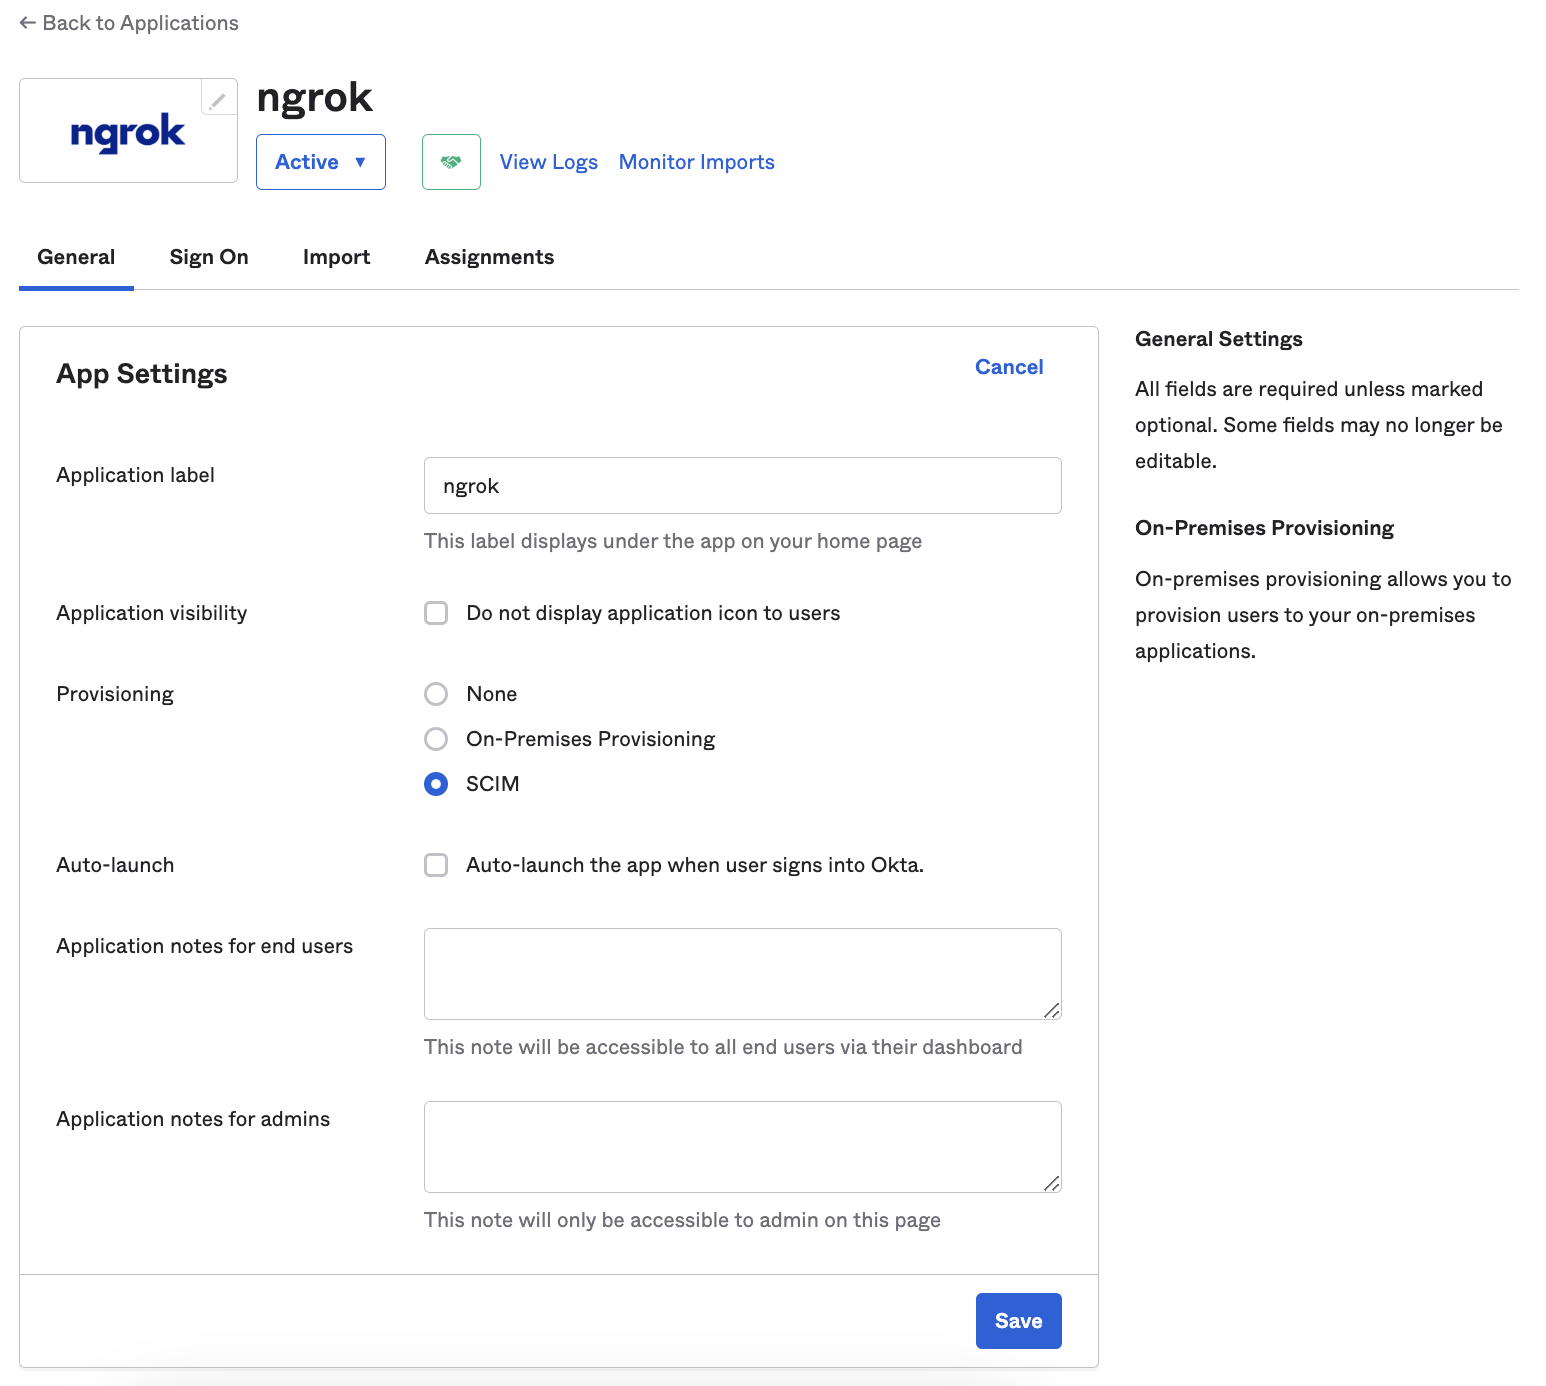 ← Back to Applications
ngrok
ngrok
Active ▼
View Logs
Monitor Imports
General
Sign On
Import
Assignments
App Settings
Cancel
Application label
ngrok
This label displays under the app on your home page
Application visibility
Do not display application icon to users
Provisioning
None
On-Premises Provisioning
SCIM
Auto-launch
Auto-launch the app when user signs into Okta.
Application notes for end users
This note will be accessible to all end users via their dashboard
Application notes for admins
This note will only be accessible to admin on this page
Save
General Settings
All fields are required unless marked
optional. Some fields may no longer be
editable.
On-Premises Provisioning
On-premises provisioning allows you to
provision users to your on-premises
applications.